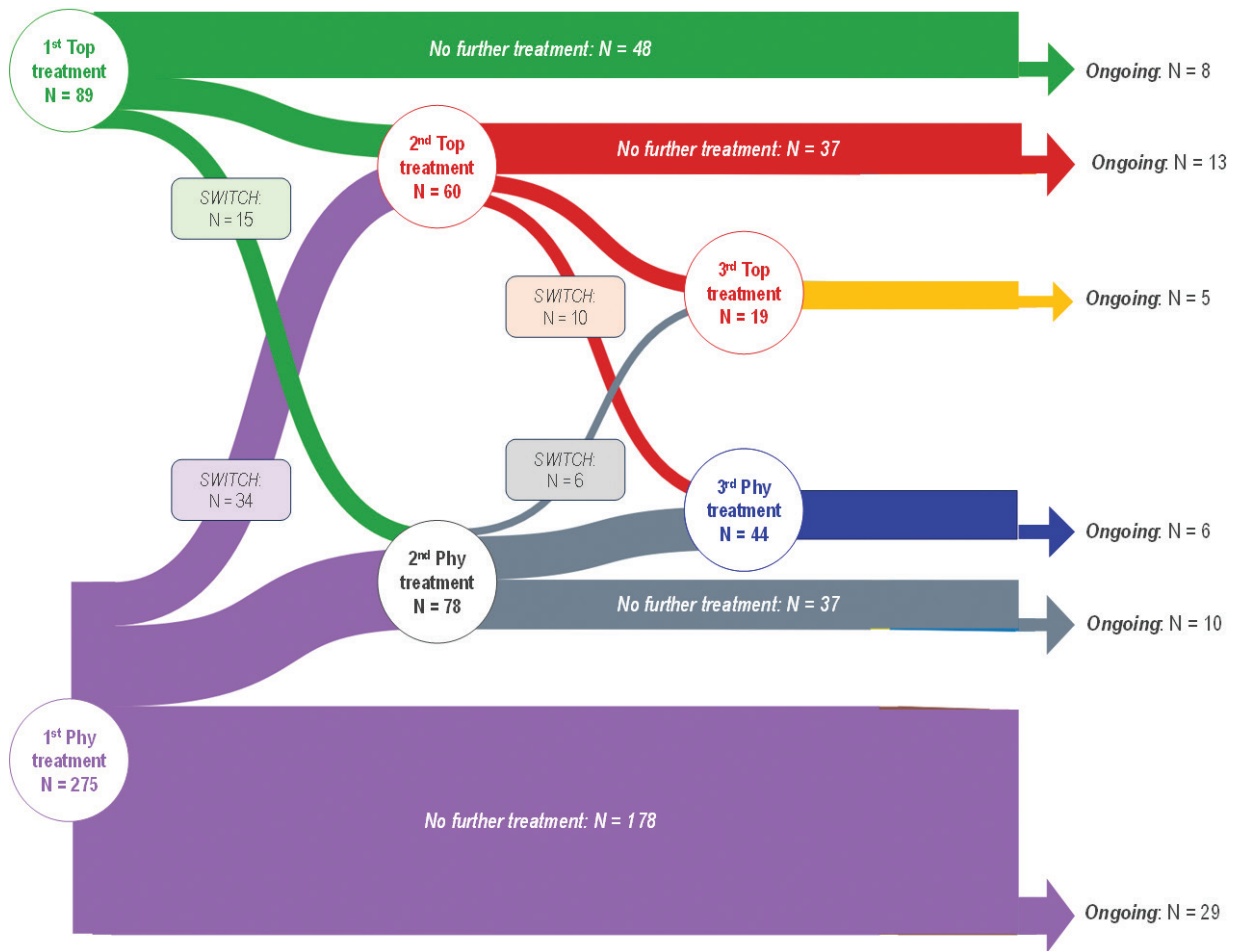 1st Top
treatment
N = 89
No further treatment: N = 48
Ongoing: N = 8
2nd Top
treatment
N = 60
No further treatment: N = 37
Ongoing: N = 13
SWITCH:
N = 15
3rd Top
treatment
N = 19
SWITCH:
N = 10
Ongoing: N = 5
SWITCH:
N = 34
SWITCH:
N = 6
3rd Phy
treatment
N = 44
Ongoing: N = 6
2nd Phy
treatment
N = 78
No further treatment: N = 37
Ongoing: N = 10
1st Phy
treatment
N = 275
No further treatment: N = 178
Ongoing: N = 29